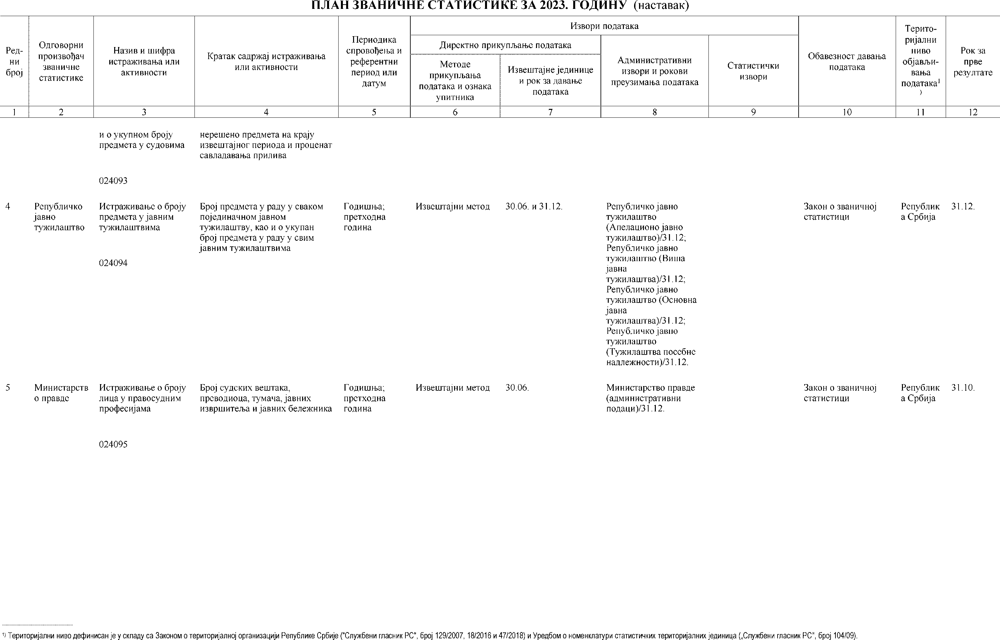 ПЛАН ЗВАНИЧНЕ СТАТИСТИКЕ ЗА 2023. ГОДИНУ (наставак)
Ред-
ни
број
Одговорни
произвођач
званичне
статистике
Назив и шифра
истраживања или
активности
Кратак садржај истраживања
или активности
Периодика
спровођења и
референтни
период или
датум
Извори података
Директно прикупљање података
Методе
прикупљања
података и ознака
упитника
Извештајне јединице
и рок за давање
података
Административни
извори и рокови
преузимања података
Статистички
извори
Обавезност давања
података
Терито-
ријални
ниво
објављи-
вања
података¹
)
Рок за
прве
резултате
1 2 3 4 5 6 7 8 9 10 11 12
и о укупном броју
предмета у судовима
024093
нерешено предмета на крају
извештајног периода и проценат
савладавања прилива
4
Републичко
јавно
тужилаштво
Истраживање о броју
предмета у јавним
тужилаштвима
024094
Број предмета у раду у сваком
појединачном јавном
тужилаштву, као и о укупан
број предмета у раду у свим
јавним тужилаштвима
Годишња;
претходна
година
Извештајни метод
30.06. и 31.12.
Републичко јавно
тужилаштво
(Апелационо јавно
тужилаштво)/31.12;
Републичко јавно
тужилаштво (Виша
јавна
тужилаштва)/31.12;
Републичко јавно
тужилаштво (Основна
јавна
тужилаштва)/31.12;
Републичко јавно
тужилаштво
(Тужилаштва посебне
надлежности)/31.12.
Закон о званичној
статистици
Републик
а Србија
31.12.
5
Министарств
о правде
Истраживање о броју
лица у правосудним
професијама
024095
Број судских вештака,
преводиоца, тумача, јавних
извршитеља и јавних бележника
Годишња;
претходна
година
Извештајни метод
30.06.
Министарство правде
(административни
подаци)/31.12.
Закон о званичној
статистици
Републик
а Србија
31.10.
¹⁾ Територијални ниво дефинисан је у складу са Законом о територијалној организацији Републике Србије ("Службени гласник РС", број 129/2007, 18/2016 и 47/2018) и Уредбом о номенклатури статистичких територијалних јединица („Службени гласник РС", број 104/09).